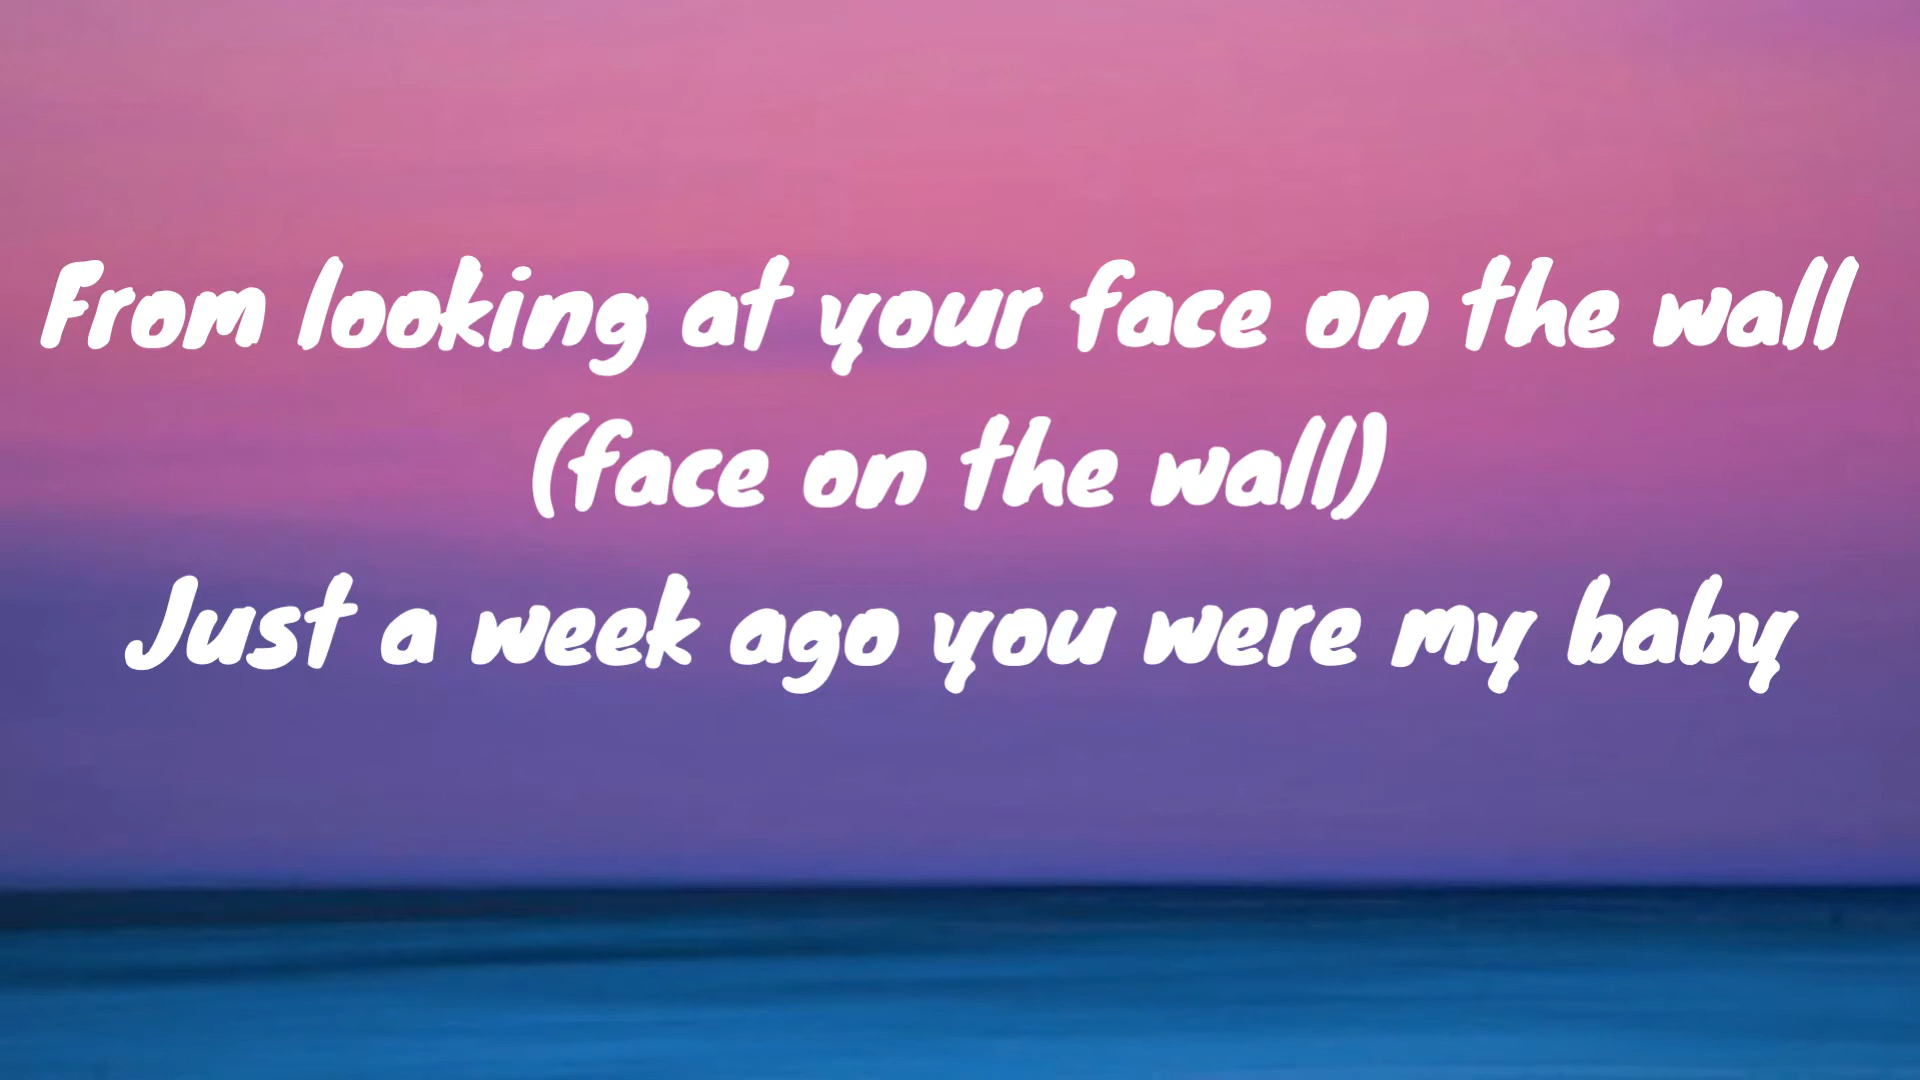 From looking at your face on the wall
(face on the wall)
Just a week ago you were my baby